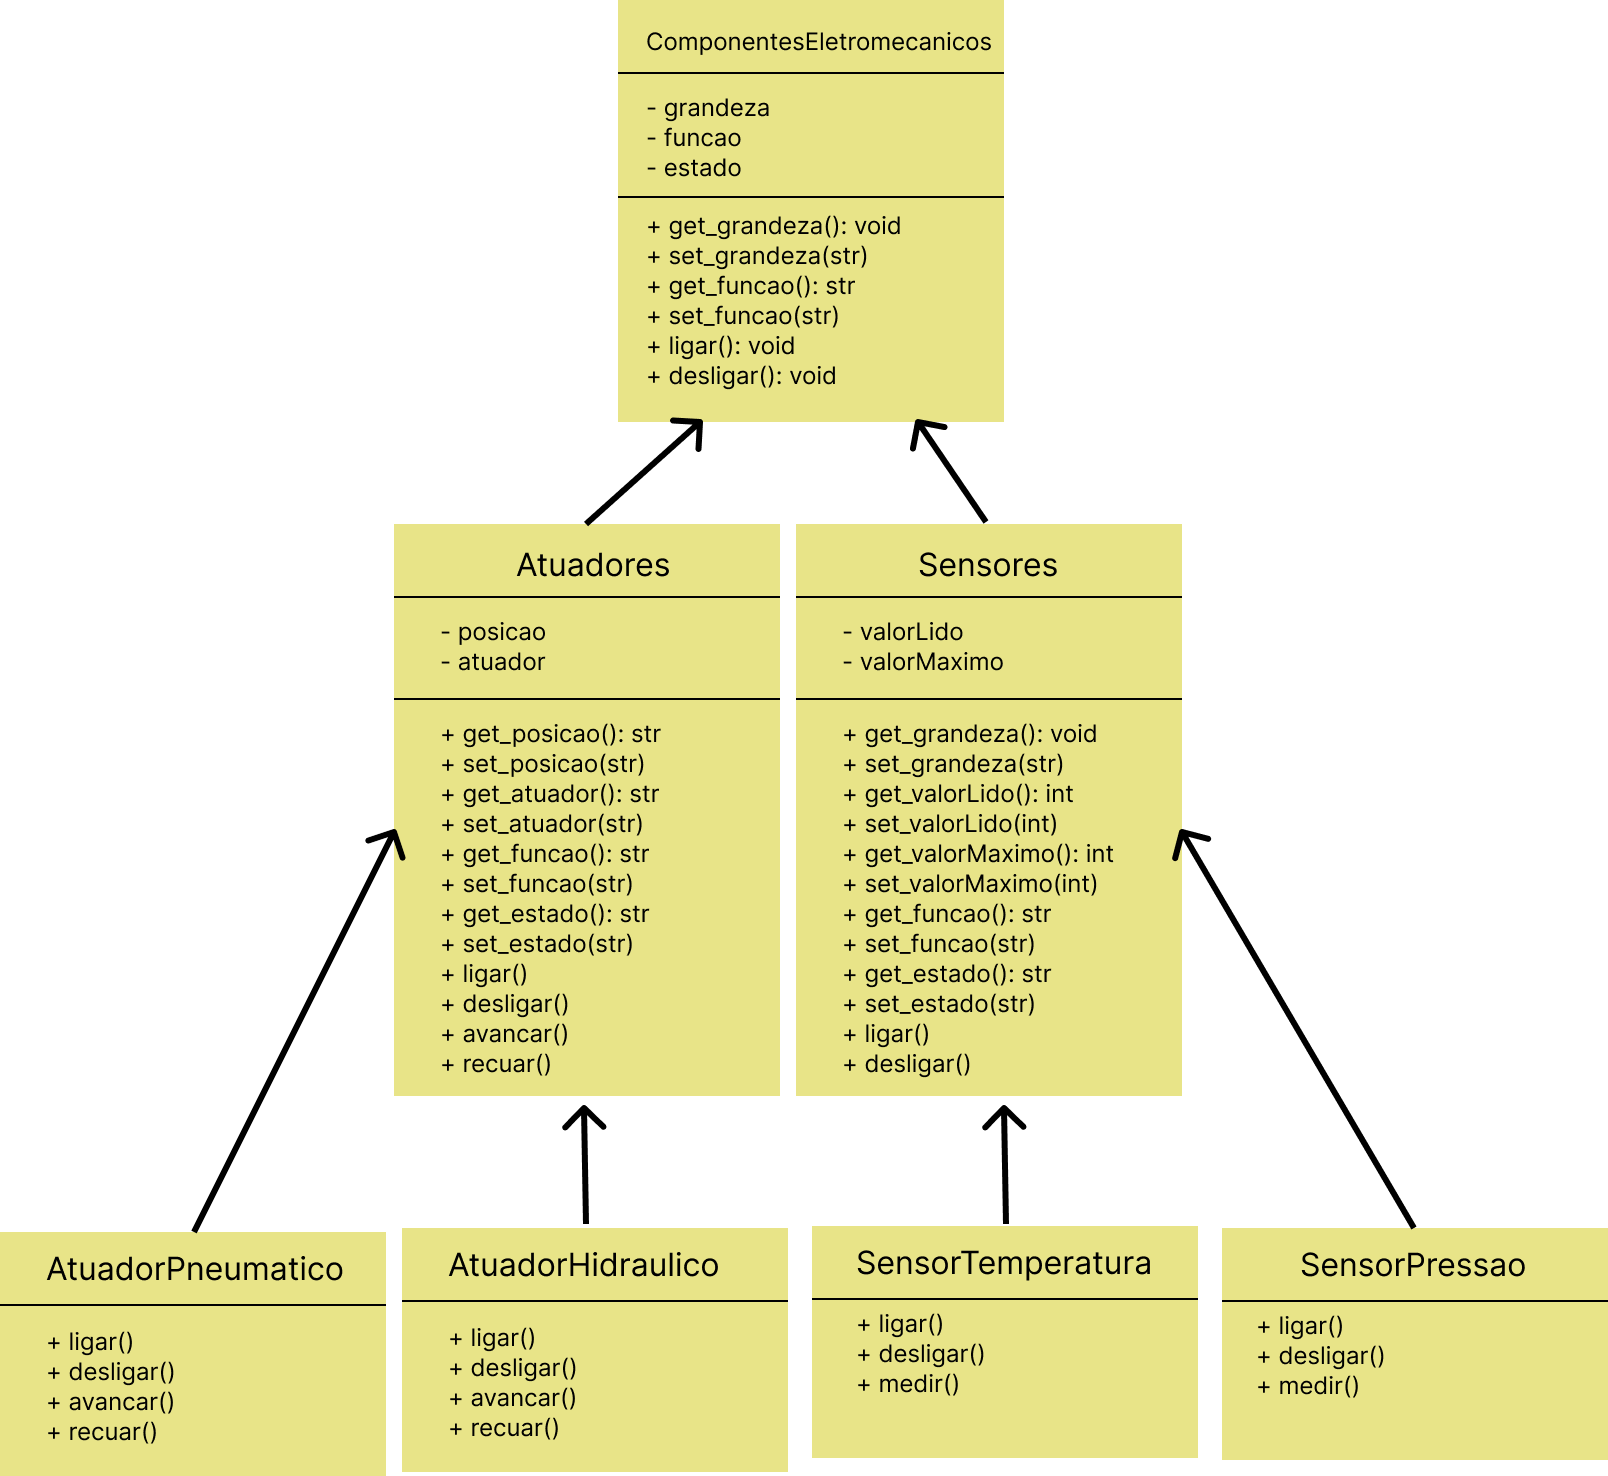 ComponentesEletromecanicos
- grandeza
- funcao
- estado
+ get_grandeza(): void
+ set_grandeza(str)
+ get_funcao(): str
+ set_funcao(str)
+ ligar(): void
+ desligar(): void
Atuadores
- posicao
- atuador
+ get_posicao(): str
+ set_posicao(str)
+ get_atuador(): str
+ set_atuador(str)
+ get_funcao(): str
+ set_funcao(str)
+ get_estado(): str
+ set_estado(str)
+ ligar()
+ desligar()
+ avancar()
+ recuar()
Sensores
- valorLido
- valorMaximo
+ get_grandeza(): void
+ set_grandeza(str)
+ get_valorLido(): int
+ set_valorLido(int)
+ get_valorMaximo(): int
+ set_valorMaximo(int)
+ get_funcao(): str
+ set_funcao(str)
+ get_estado(): str
+ set_estado(str)
+ ligar()
+ desligar()
AtuadorPneumatico
+ ligar()
+ desligar()
+ avancar()
+ recuar()
AtuadorHidraulico
+ ligar()
+ desligar()
+ avancar()
+ recuar()
SensorTemperatura
+ ligar()
+ desligar()
+ medir()
SensorPressao
+ ligar()
+ desligar()
+ medir()